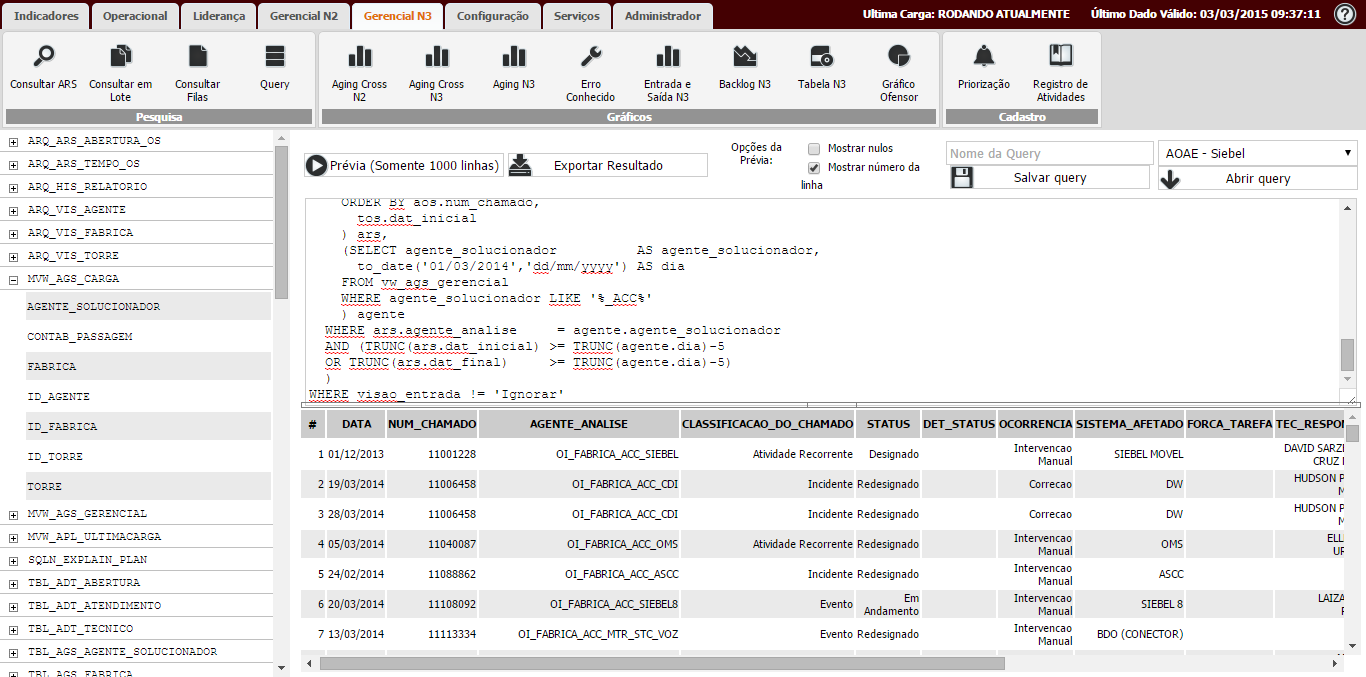 Indicadores Operacional Liderança Gerencial N2 Gerencial N3 Configuração Serviços Administrador Ultima Carga: RODANDO ATUALMENTE Último Dado Válido: 03/03/2015 09:37:11 ?
Consultar ARS Consultar em Lote Consultar Filas Query Aging Cross N2 Aging Cross N3 Aging N3 Erro Conhecido Entrada e Saída N3 Backlog N3 Tabela N3 Gráfico Ofensor Priorização Registro de Atividades
Pesquisa Gráficos Cadastro
ARQ_ARS_ABERTURA_OS
ARQ_ARS_TEMPO_OS
ARQ_HIS_RELATORIO
ARQ_VIS_AGENTE
ARQ_VIS_FABRICA
ARQ_VIS_TORRE
MVW_AGS_CARGA
AGENTE_SOLUCIONADOR
CONTAB_PASSAGEM
FABRICA
ID_AGENTE
ID_FABRICA
ID_TORRE
TORRE
MVW_AGS_GERENCIAL
MVW_APL_ULTIMACARGA
SQLN_EXPLAIN_PLAN
TBL_ADT_ABERTURA
TBL_ADT_ATENDIMENTO
TBL_ADT_TECNICO
TBL_AGS_AGENTE_SOLUCIONADOR
TBL_AGS_FABRICA
Prévia (Somente 1000 linhas) Exportar Resultado
Opções da
Prévia:
Mostrar nulos
Mostrar número da
linha
Nome da Query
Salvar query
AOAE - Siebel
Abrir query
ORDER BY aos.num_chamado,
tos.dat_inicial
) ars,
(SELECT agente_solucionador AS agente_solucionador,
to_date('01/03/2014','dd/mm/yyyy') AS dia
FROM vw_ags_gerencial
WHERE agente_solucionador LIKE '%_ACC%'
) agente
WHERE ars.agente_analise = agente.agente_solucionador
AND (TRUNC(ars.dat_inicial) >= TRUNC(agente.dia)-5
OR TRUNC(ars.dat_final) >= TRUNC(agente.dia)-5)
)
WHERE visao_entrada != 'Ignorar'
# DATA NUM_CHAMADO AGENTE_ANALISE CLASSIFICACAO_DO_CHAMADO STATUS DET_STATUS OCORRENCIA SISTEMA_AFETADO FORCA_TAREFA TEC_RESPON
1 01/12/2013 11001228 OI_FABRICA_ACC_SIEBEL Atividade Recorrente Designado Intervencao Manual SIEBEL MOVEL DAVID SARZE CRUZ
2 19/03/2014 11006458 OI_FABRICA_ACC_CDI Incidente Redesignado Correcao DW HUDSON P M
3 28/03/2014 11006458 OI_FABRICA_ACC_CDI Incidente Redesignado Correcao DW HUDSON P M
4 05/03/2014 11040087 OI_FABRICA_ACC_OMS Atividade Recorrente Redesignado Intervencao Manual OMS ELL UR
5 24/02/2014 11088862 OI_FABRICA_ACC_ASCC Incidente Redesignado Intervencao Manual ASCC
6 20/03/2014 11108092 OI_FABRICA_ACC_SIEBEL8 Evento Em Andamento Intervencao Manual SIEBEL 8 LAIZA
7 13/03/2014 11113334 OI_FABRICA_ACC_MTR_STC_VOZ Evento Redesignado Intervencao Manual BDO (CONECTOR)